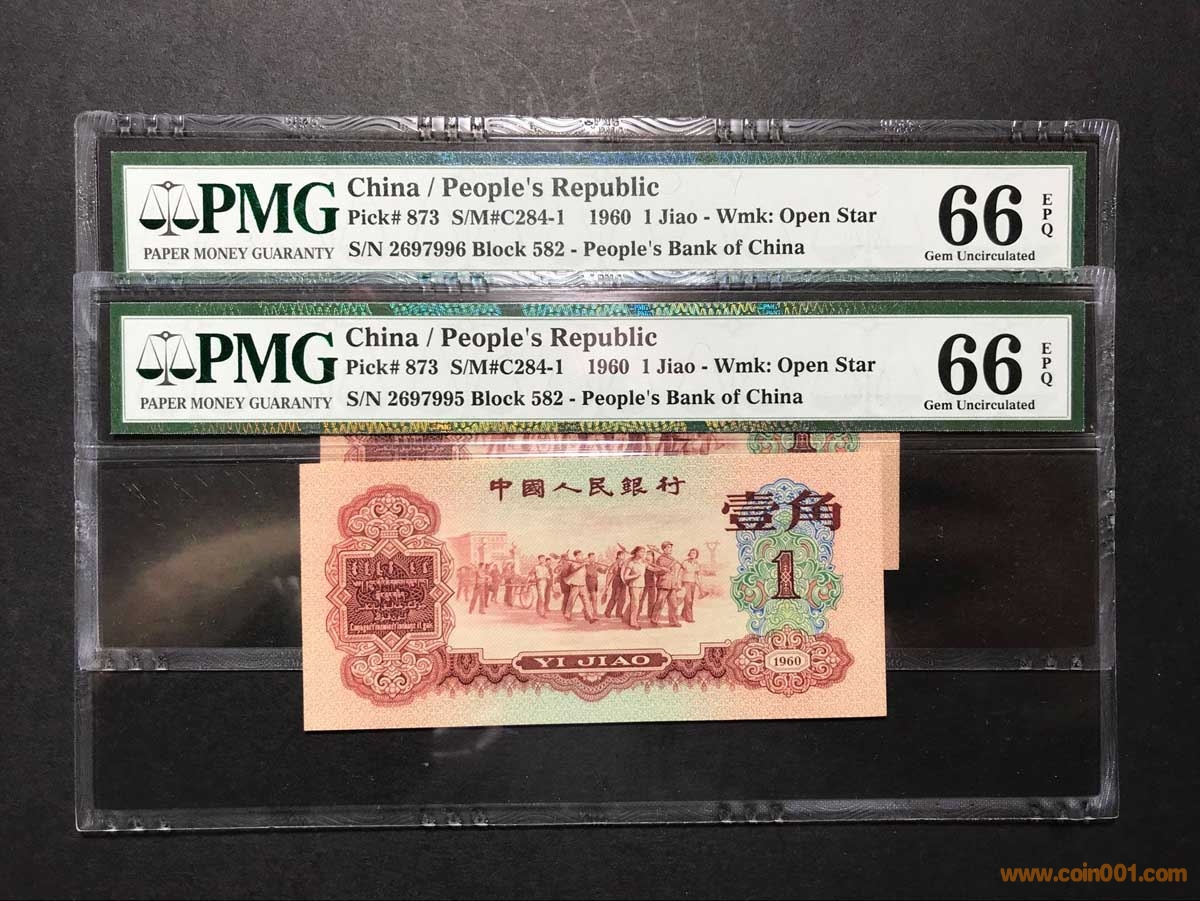 PMG
PAPER MONEY GUARANTY
China / People's Republic
Pick# 873 S/M#C284-1 1960 1 Jiao - Wmk: Open Star
S/N 2697996 Block 582 - People's Bank of China
66
EPQ
Gem Uncirculated
PMG
PAPER MONEY GUARANTY
China / People's Republic
Pick# 873 S/M#C284-1 1960 1 Jiao - Wmk: Open Star
S/N 2697995 Block 582 - People's Bank of China
66
EPQ
Gem Uncirculated
1
中國人民銀行
壹角
1
YI JIAO
1960
www.coin001.com